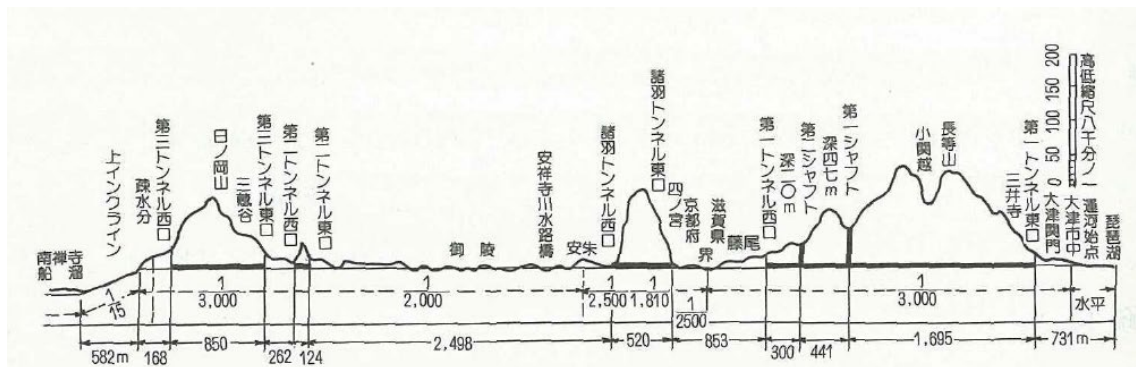 南禅寺
船溜
上インクライン
疎水分
第三トンネル西口
日ノ岡山
三蔵谷
第三トンネル東口
第二トンネル西口
第二トンネル東口
御陵
安祥寺川水路橋
安朱
諸羽トンネル西口
諸羽トンネル東口
四ノ宮
京都府
滋賀県
界
藤尾
第一トンネル西口
深二〇m
第二シャフト
深四七m
第一シャフト
小関越
長等山
三井寺
第一トンネル東口
200
150
100
50
0
高低縮尺八千分ノ一
大津閘門
大津市中
運河始点
琵琶湖
1/15
1/3,000
1/2,000
1/2,500
1/1,810
1/2500
1/3,000
水平
582m
168
850
262
124
2,498
520
853
300
441
1,695
731m